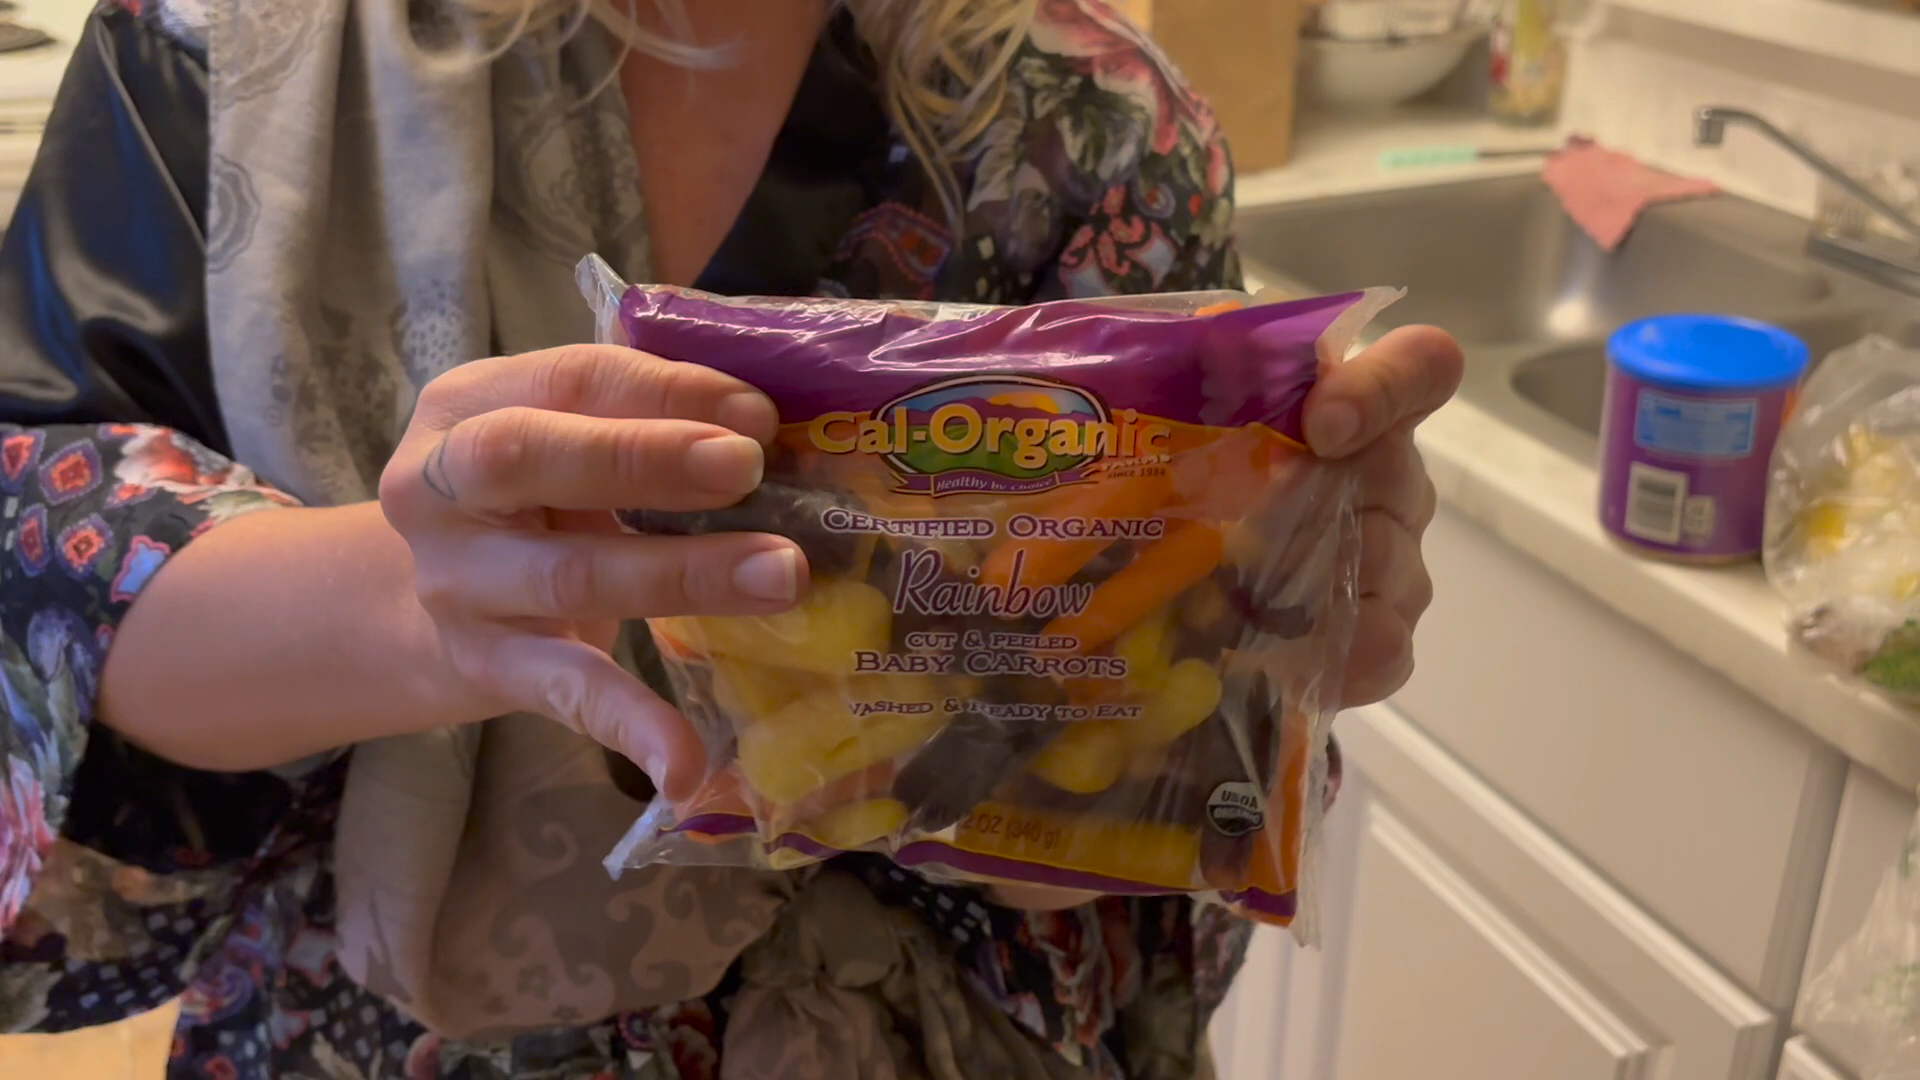 Cal-Organic
FARMS
since 1984
Healthy by Choice
CERTIFIED ORGANIC
Rainbow
CUT & PEELED
BABY CARROTS
WASHED & READY TO EAT
2 OZ (340 g)
USDA
ORGANIC